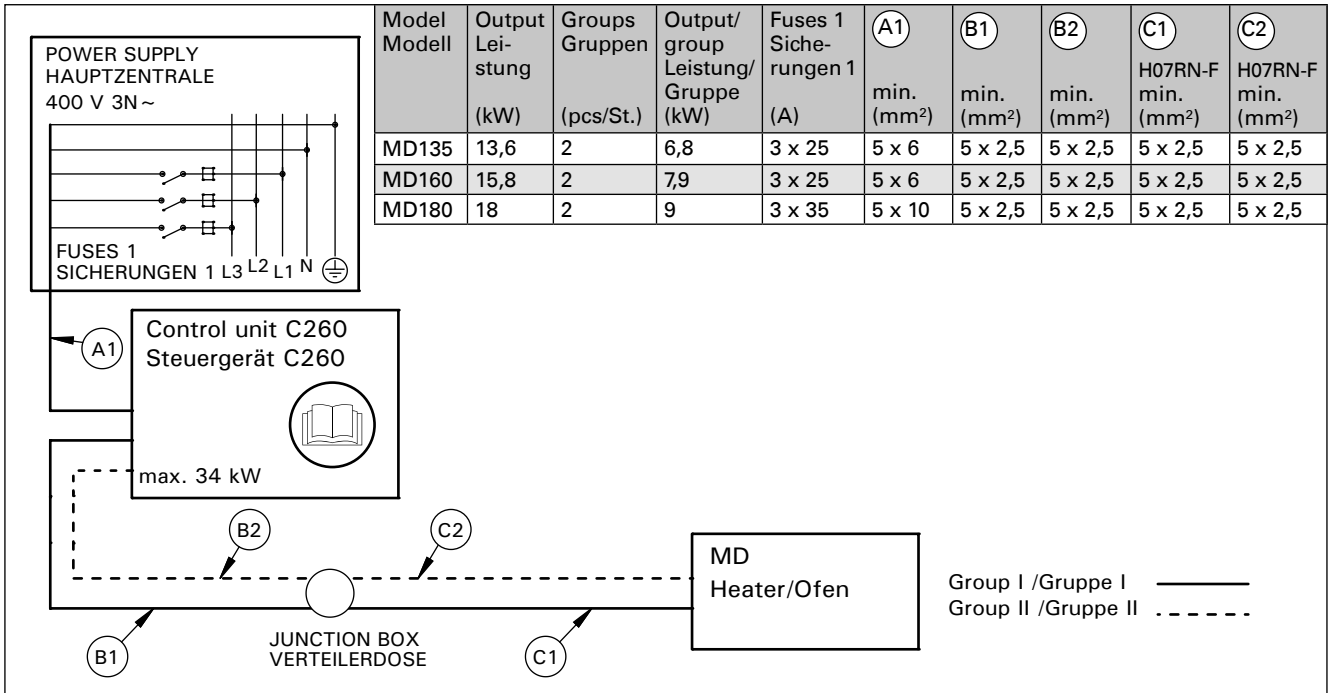 POWER SUPPLY
HAUPTZENTRALE
400 V 3N~
FUSES 1
SICHERUNGEN 1 L3 L2 L1 N
Model Modell Output Lei- stung (kW) Groups Gruppen (pcs/St.) Output/ group Leistung/ Gruppe (kW) Fuses 1 Siche- rungen 1 (A) A1 min. (mm²) B1 min. (mm²) B2 min. (mm²) C1 H07RN-F min. (mm²) C2 H07RN-F min. (mm²)
MD135 13,6 2 6,8 3 x 25 5 x 6 5 x 2,5 5 x 2,5 5 x 2,5 5 x 2,5
MD160 15,8 2 7,9 3 x 25 5 x 6 5 x 2,5 5 x 2,5 5 x 2,5 5 x 2,5
MD180 18 2 9 3 x 35 5 x 10 5 x 2,5 5 x 2,5 5 x 2,5 5 x 2,5
A1
Control unit C260
Steuergerät C260
max. 34 kW
B2
C2
MD
Heater/Ofen
Group I /Gruppe I
Group II /Gruppe II
B1
JUNCTION BOX
VERTEILERDOSE
C1